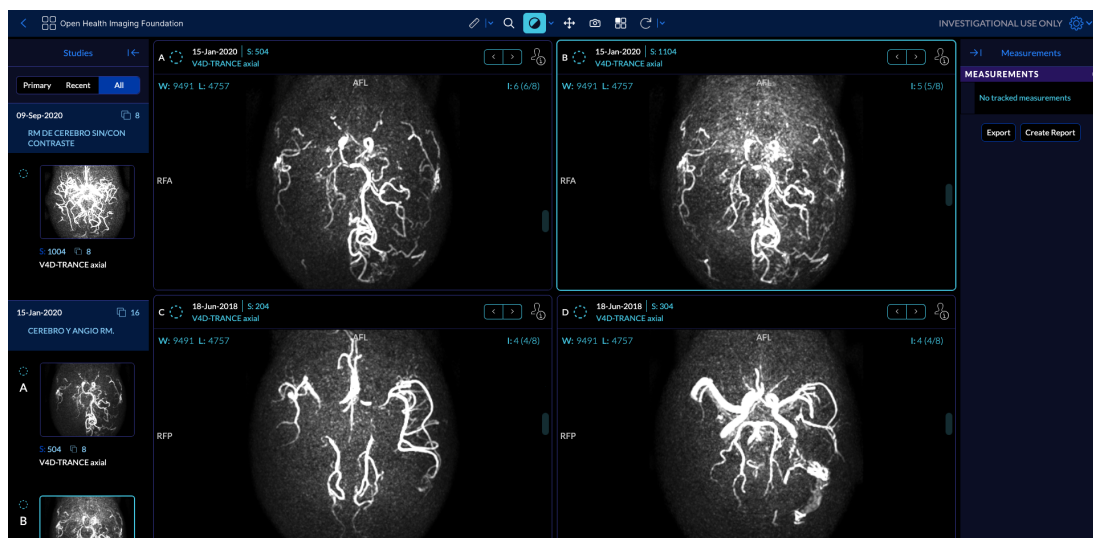 Open Health Imaging Foundation
INVESTIGATIONAL USE ONLY
Studies
Primary Recent All
09-Sep-2020 8
RM DE CEREBRO SIN/CON
CONTRASTE
S: 1004 8
V4D-TRANCE axial
15-Jan-2020 16
CEREBRO Y ANGIO RM.
A
S: 504 8
V4D-TRANCE axial
B
A 15-Jan-2020 S: 504
V4D-TRANCE axial
W: 9491 L: 4757
AFL
I: 6 (6/8)
RFA
B 15-Jan-2020 S: 1104
V4D-TRANCE axial
W: 9491 L: 4757
AFL
I: 5 (5/8)
RFA
C 18-Jun-2018 S: 204
V4D-TRANCE axial
W: 9491 L: 4757
AFL
I: 4 (4/8)
RFP
D 18-Jun-2018 S: 304
V4D-TRANCE axial
W: 9491 L: 4757
AFL
I: 4 (4/8)
RFP
Measurements
MEASUREMENTS
No tracked measurements
Export Create Report